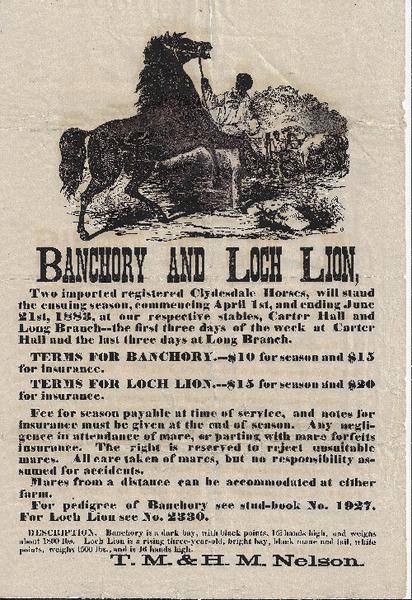 BANCHORY AND LOCH LION,
Two imported registered Clydesdale Horses, will stand
the ensuing season, commencing April 1st, and ending June
21st, 1883, at our respective stables, Carter Hall and
Long Branch--the first three days of the week at Carter
Hall and the last three days at Long Branch.
TERMS FOR BANCHORY.—$10 for season and $15
for insurance.
TERMS FOR LOCH LION.—$15 for season and $20
for insurance.
Fee for season payable at time of service, and notes for
insurance must be given at the end of season. Any negli-
gence in attendance of mare, or parting with mare forfeits
insurance. The right is reserved to reject unsuitable
mares. All care taken of mares, but no responsibility as-
sumed for accidents.
Mares from a distance can be accommodated at either
farm.
For pedigree of Banchory see stud-book No. 1927.
For Loch Lion see No. 2330.
DESCRIPTION. Banchory is a dark bay, with black points, 16½ hands high, and weighs
about 1800 lbs. Loch Lion is a rising three-year-old, bright bay, black mane and tail, white
points, weighs 1500 lbs., and is 16 hands high.
T. M. & H. M. Nelson.